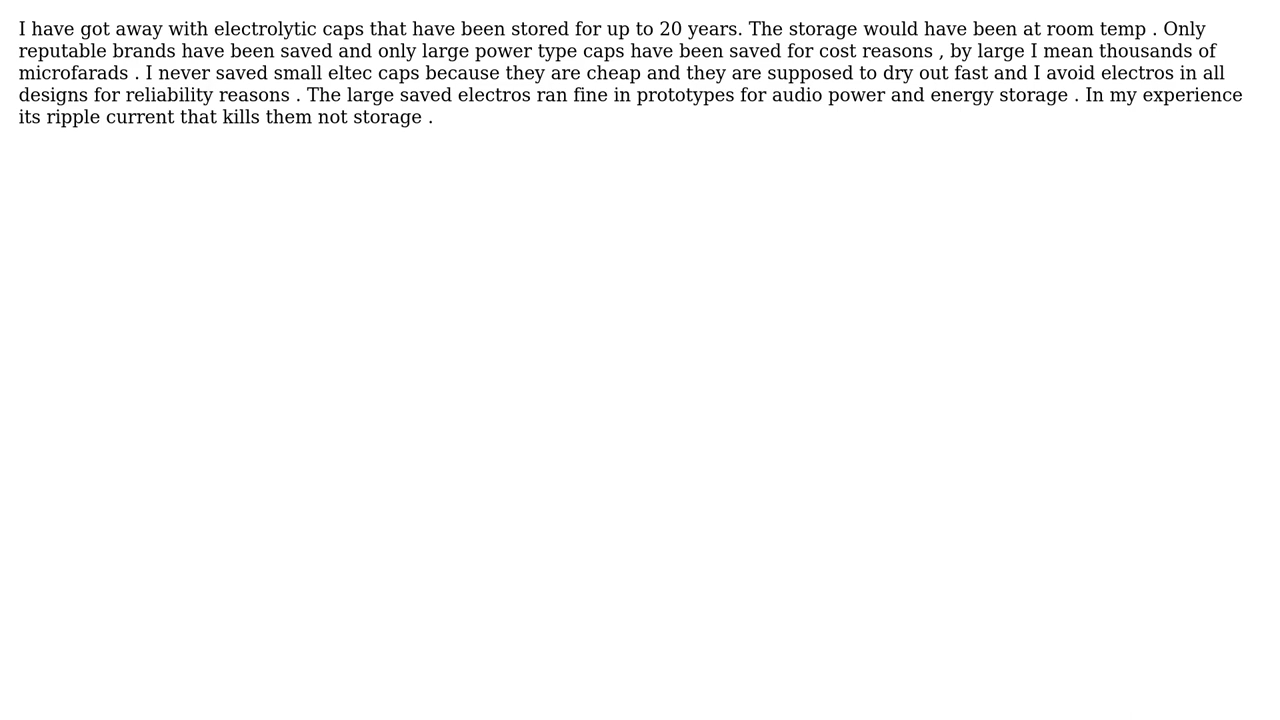 I have got away with electrolytic caps that have been stored for up to 20 years. The storage would have been at room temp . Only
reputable brands have been saved and only large power type caps have been saved for cost reasons , by large I mean thousands of
microfarads . I never saved small eltec caps because they are cheap and they are supposed to dry out fast and I avoid electros in all
designs for reliability reasons . The large saved electros ran fine in prototypes for audio power and energy storage . In my experience
its ripple current that kills them not storage .